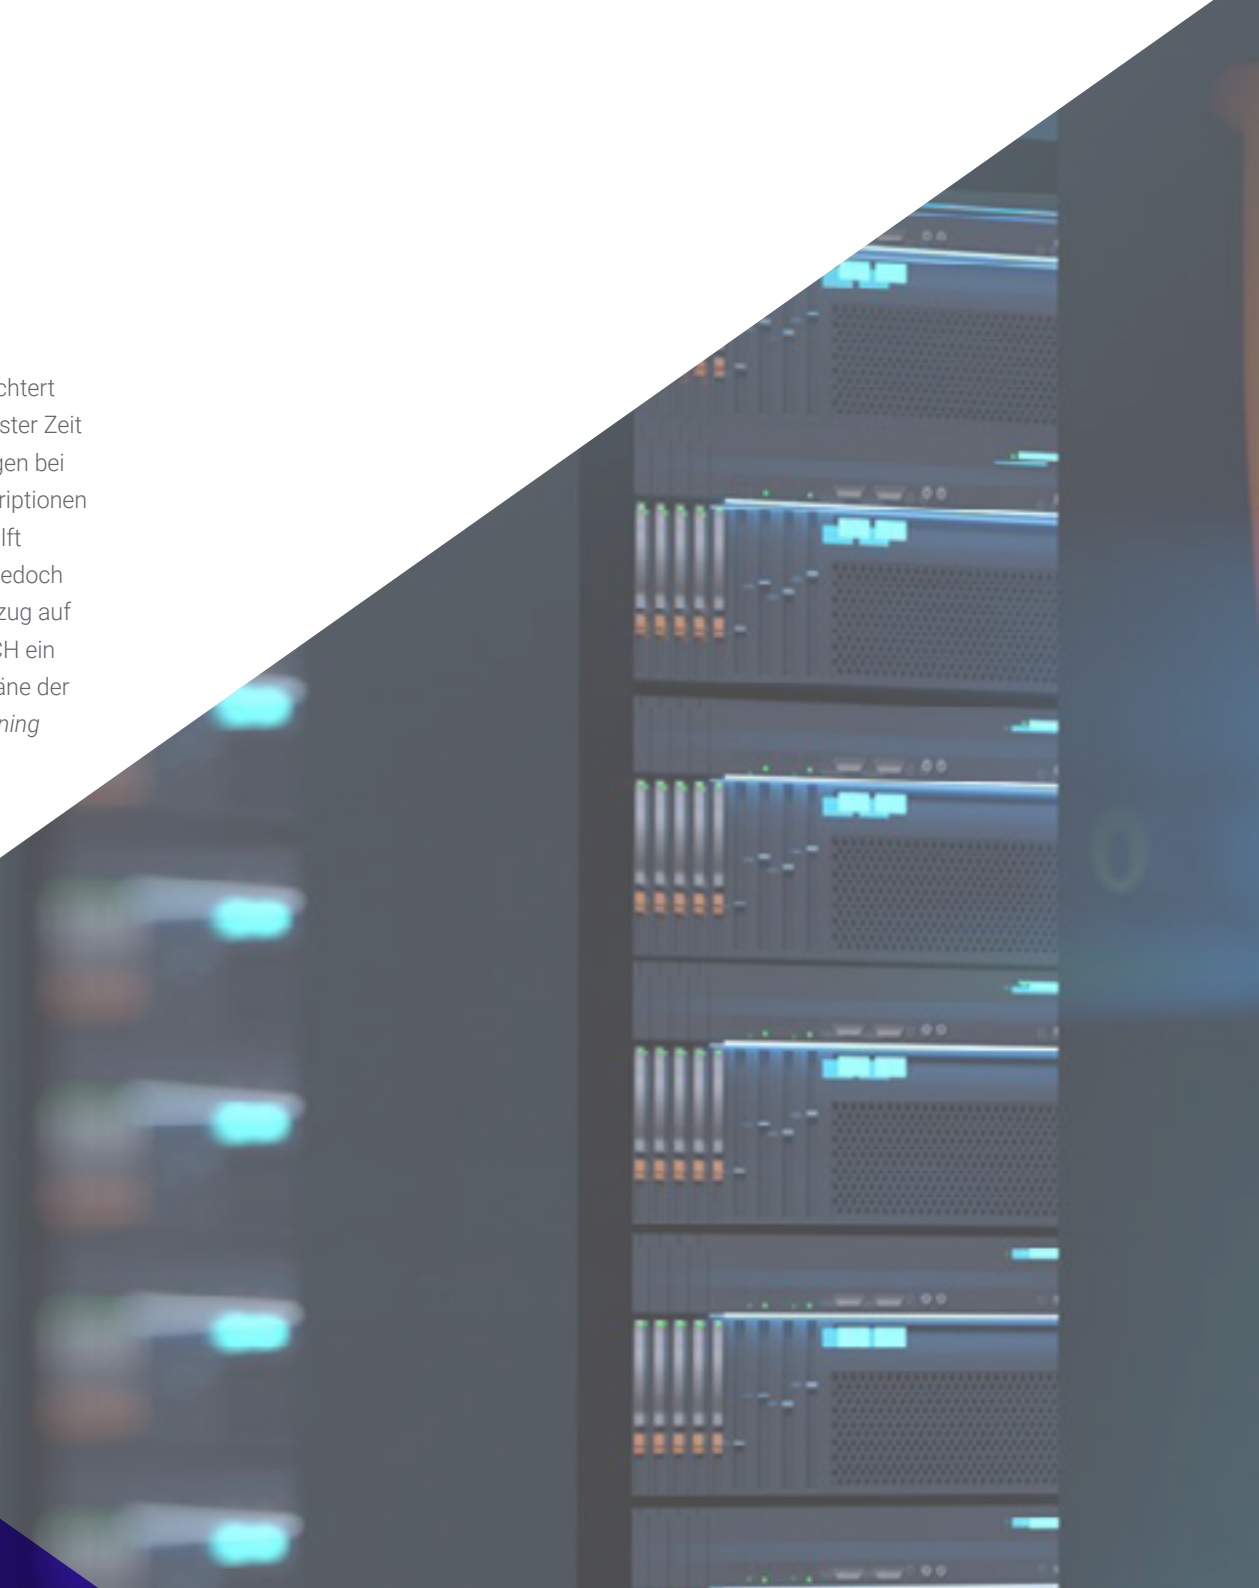 chtert
ster Zeit
gen bei
riptionen
lft
edoch
zug auf
CH ein
äne der
ning